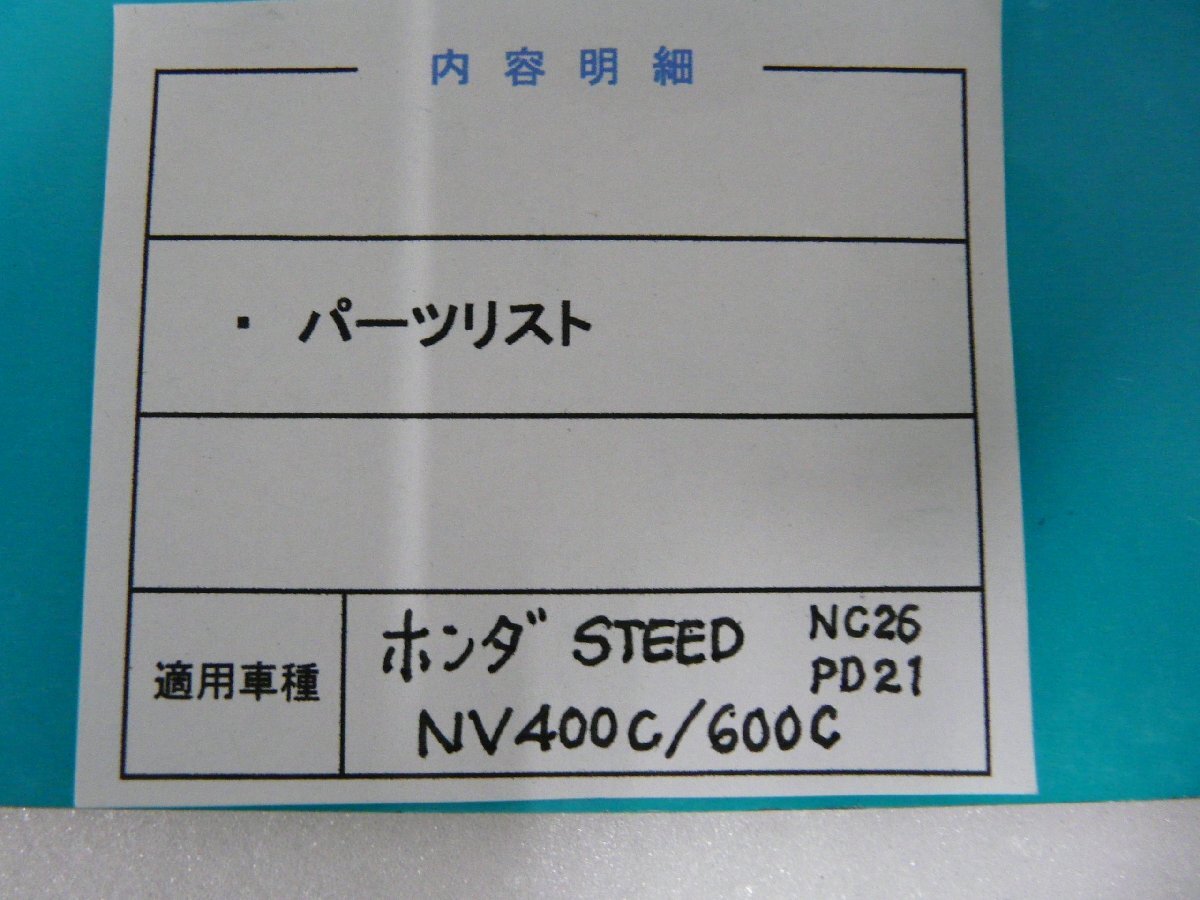 内容明細
・ パーツリスト
適用車種
ホンダ STEED NC26
PD21
NV400C/600C